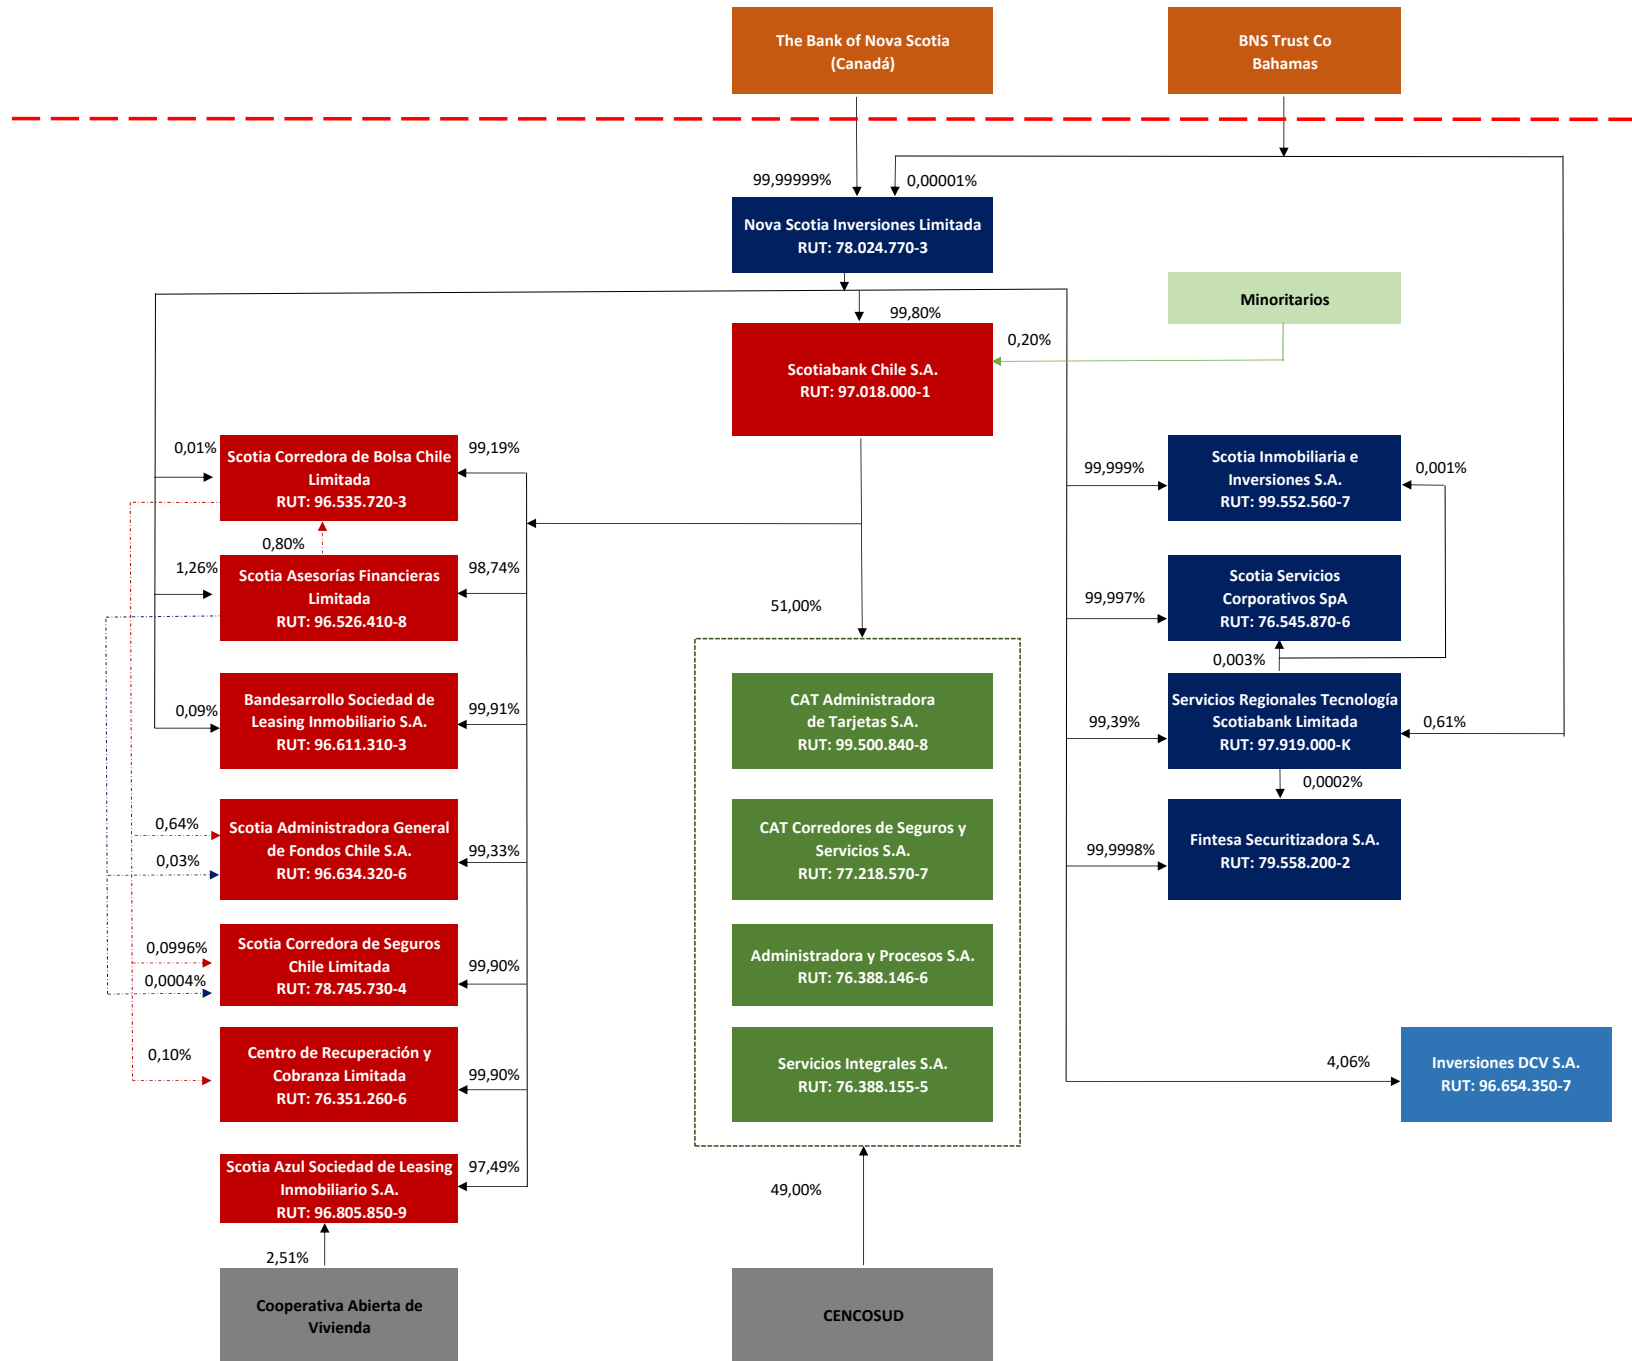 The Bank of Nova Scotia
(Canadá)
BNS Trust Co
Bahamas
99,99999%
0,00001%
Nova Scotia Inversiones Limitada
RUT: 78.024.770-3
Minoritarios
99,80%
0,20%
Scotiabank Chile S.A.
RUT: 97.018.000-1
0,01%
Scotia Corredora de Bolsa Chile
Limitada
RUT: 96.535.720-3
99,19%
0,80%
1,26%
Scotia Asesorías Financieras
Limitada
RUT: 96.526.410-8
98,74%
0,09%
Bandesarrollo Sociedad de
Leasing Inmobiliario S.A.
RUT: 96.611.310-3
99,91%
0,64%
0,03%
Scotia Administradora General
de Fondos Chile S.A.
RUT: 96.634.320-6
99,33%
0,0996%
0,0004%
Scotia Corredora de Seguros
Chile Limitada
RUT: 78.745.730-4
99,90%
0,10%
Centro de Recuperación y
Cobranza Limitada
RUT: 76.351.260-6
99,90%
Scotia Azul Sociedad de Leasing
Inmobiliario S.A.
RUT: 96.805.850-9
97,49%
2,51%
Cooperativa Abierta de
Vivienda
51,00%
CAT Administradora
de Tarjetas S.A.
RUT: 99.500.840-8
CAT Corredores de Seguros y
Servicios S.A.
RUT: 77.218.570-7
Administradora y Procesos S.A.
RUT: 76.388.146-6
Servicios Integrales S.A.
RUT: 76.388.155-5
49,00%
CENCOSUD
99,999%
Scotia Inmobiliaria e
Inversiones S.A.
RUT: 99.552.560-7
0,001%
99,997%
Scotia Servicios
Corporativos SpA
RUT: 76.545.870-6
0,003%
99,39%
Servicios Regionales Tecnología
Scotiabank Limitada
RUT: 97.919.000-K
0,61%
0,0002%
99,9998%
Fintesa Securitizadora S.A.
RUT: 79.558.200-2
4,06%
Inversiones DCV S.A.
RUT: 96.654.350-7